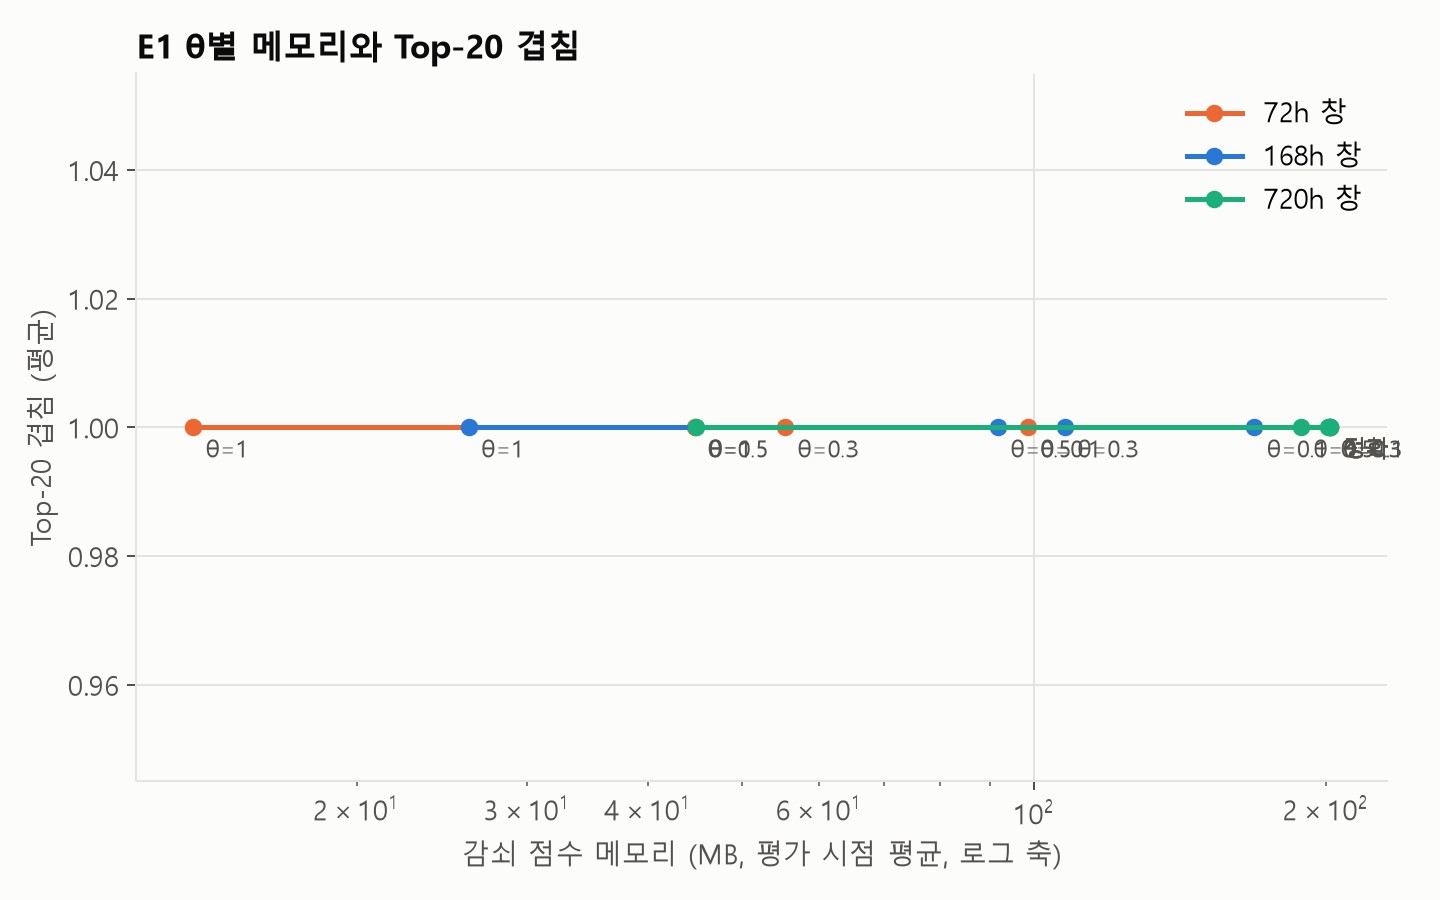 E1 θ별 메모리와 Top-20 겹침
72h 창
168h 창
720h 창
Top-20 겹침 (평균)
1.04
1.02
1.00
0.98
0.96
θ=1
θ=1
θ=0.3
θ=0.3
2 × 10¹
3 × 10¹
4 × 10¹
6 × 10¹
10²
2 × 10²
감쇠 점수 메모리 (MB, 평가 시점 평균, 로그 축)